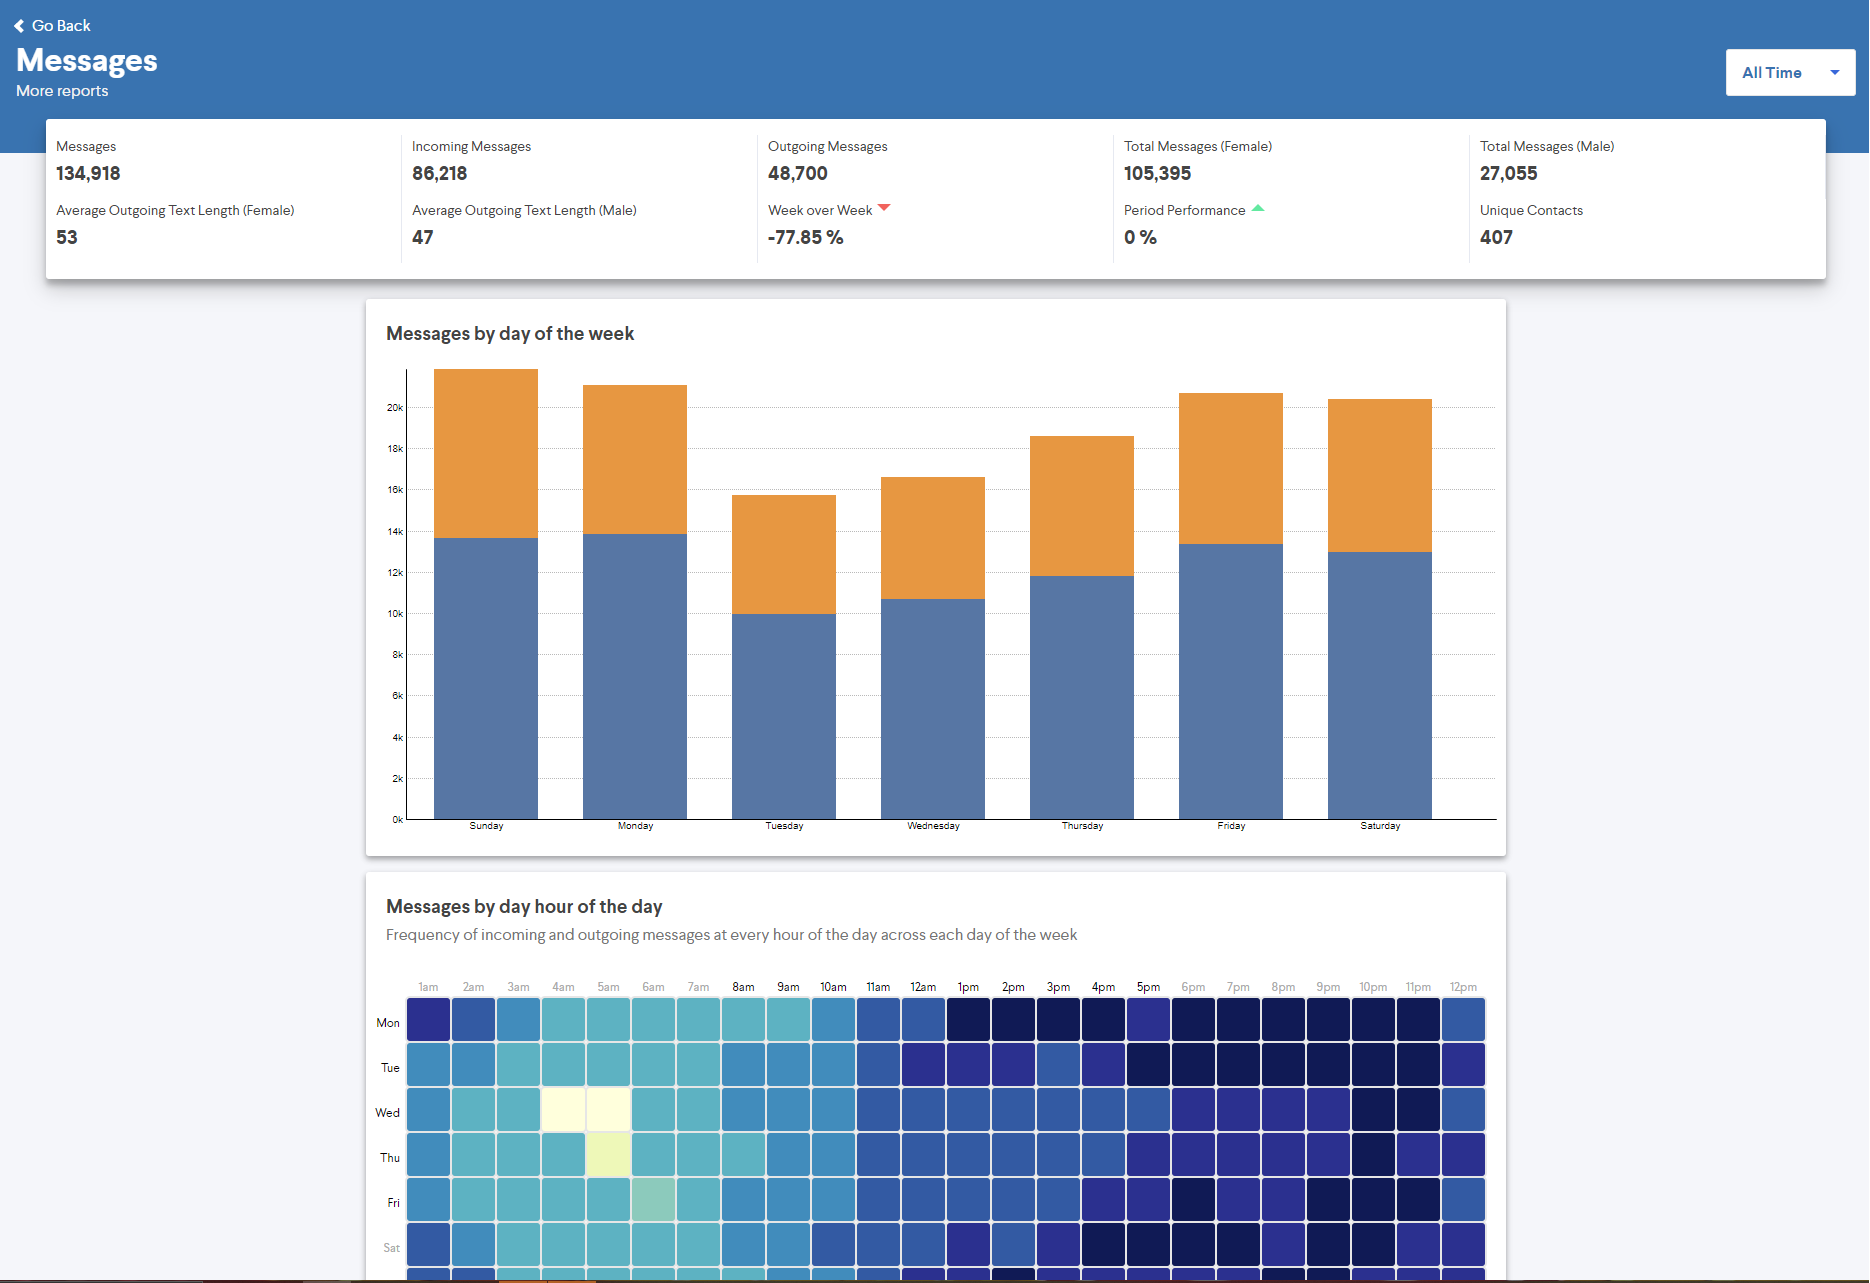 Go Back
Messages
More reports
All Time
Messages
134,918
Incoming Messages
86,218
Outgoing Messages
48,700
Total Messages (Female)
105,395
Total Messages (Male)
27,055
Average Outgoing Text Length (Female)
53
Average Outgoing Text Length (Male)
47
Week over Week
-77.85 %
Period Performance
0 %
Unique Contacts
407
Messages by day of the week
20k
18k
16k
14k
12k
10k
8k
6k
4k
2k
0k
Sunday Monday Tuesday Wednesday Thursday Friday Saturday
Messages by day hour of the day
Frequency of incoming and outgoing messages at every hour of the day across each day of the week
1am 2am 3am 4am 5am 6am 7am 8am 9am 10am 11am 12am 1pm 2pm 3pm 4pm 5pm 6pm 7pm 8pm 9pm 10pm 11pm 12pm
Mon
Tue
Wed
Thu
Fri
Sat